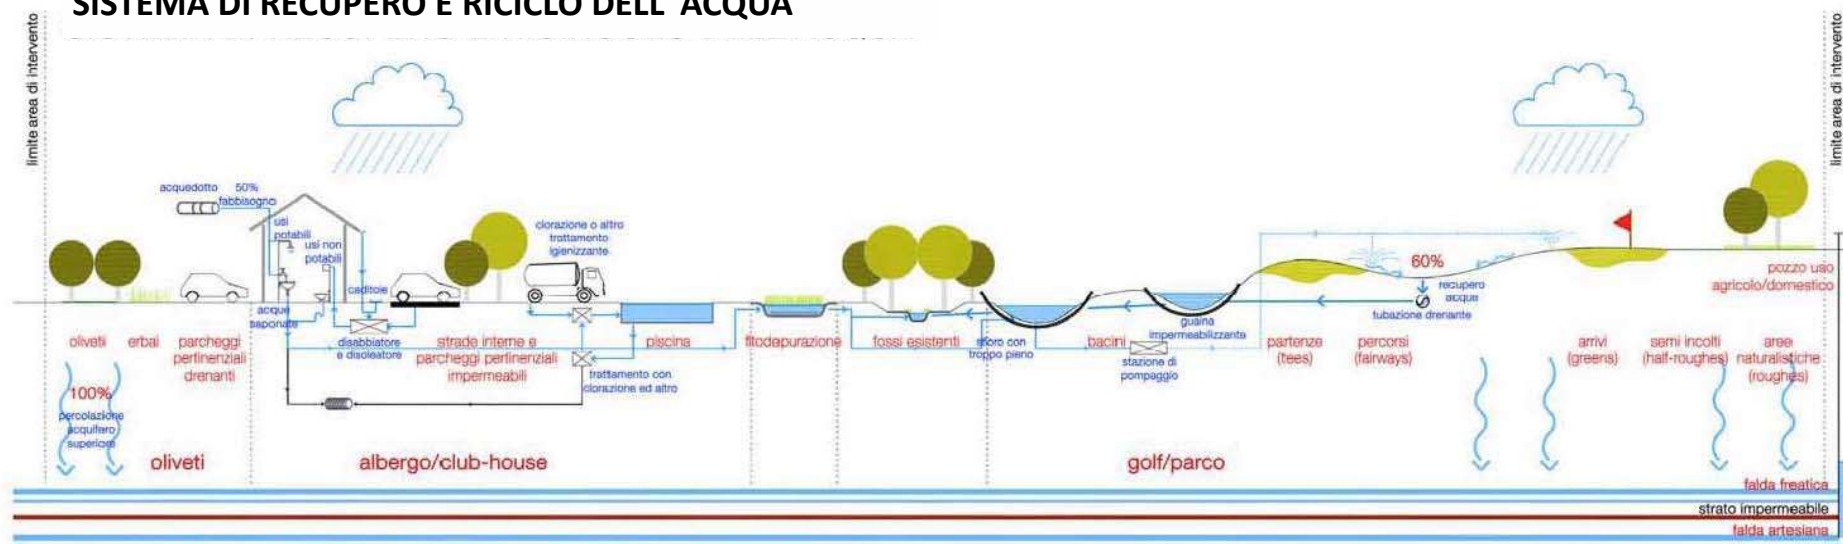 SISTEMA DI RECUPERO E RICICLO DELL' ACQUA
limite area di intervento
limite area di intervento
acquedotto
50%
fabbisogno
usi
potabili
usi non
potabili
caditoie
acque
saponate
disabbiatore
e disoleatore
clorazione o altro
trattamento
igienizzante
trattamento con
clorazione ed altro
oliveti
erbai
parcheggi
pertinenziali
drenanti
strade interne e
parcheggi pertinenziali
impermeabili
piscina
fitodepurazione
fossi esistenti
sfioro con
troppo pieno
bacini
guaina
impermeabilizzante
stazione di
pompaggio
60%
recupero
acque
tubazione drenante
partenze
(tees)
percorsi
(fairways)
arrivi
(greens)
semi incolti
(half-roughes)
aree
naturalistiche
(roughes)
pozzo uso
agricolo/domestico
100%
percolazione
acquifero
superiore
oliveti
albergo/club-house
golf/parco
falda freatica
strato impermeabile
falda artesiana